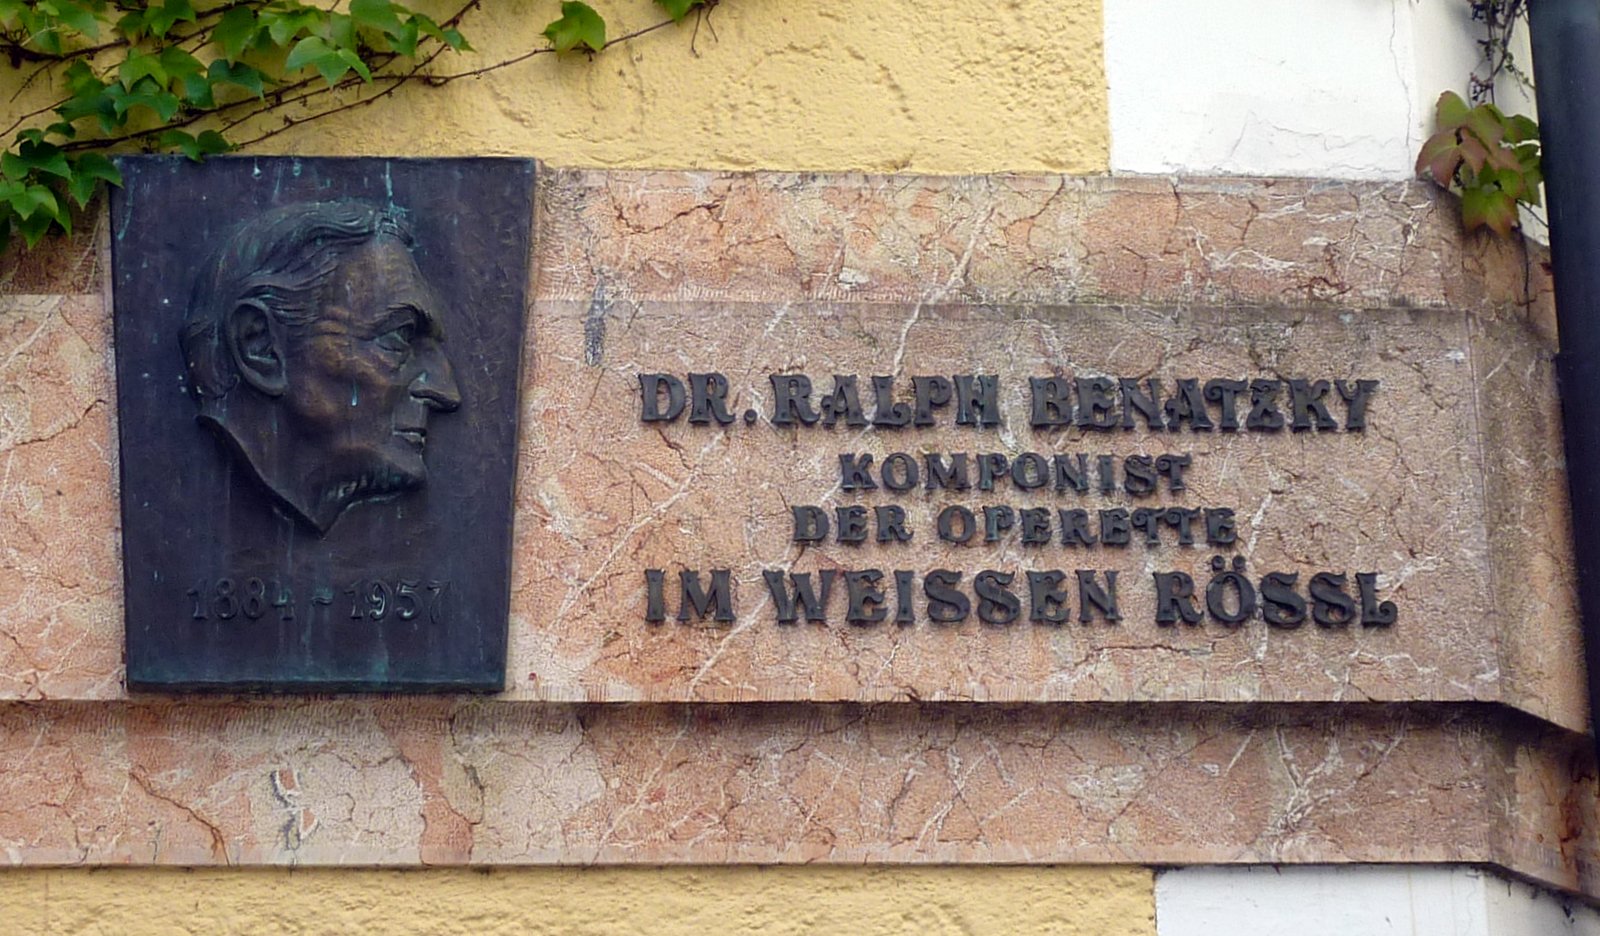 1884 - 1957
DR. RALPH BENATZKY
KOMPONIST
DER OPERETTE
IM WEISSEN RÖSSL